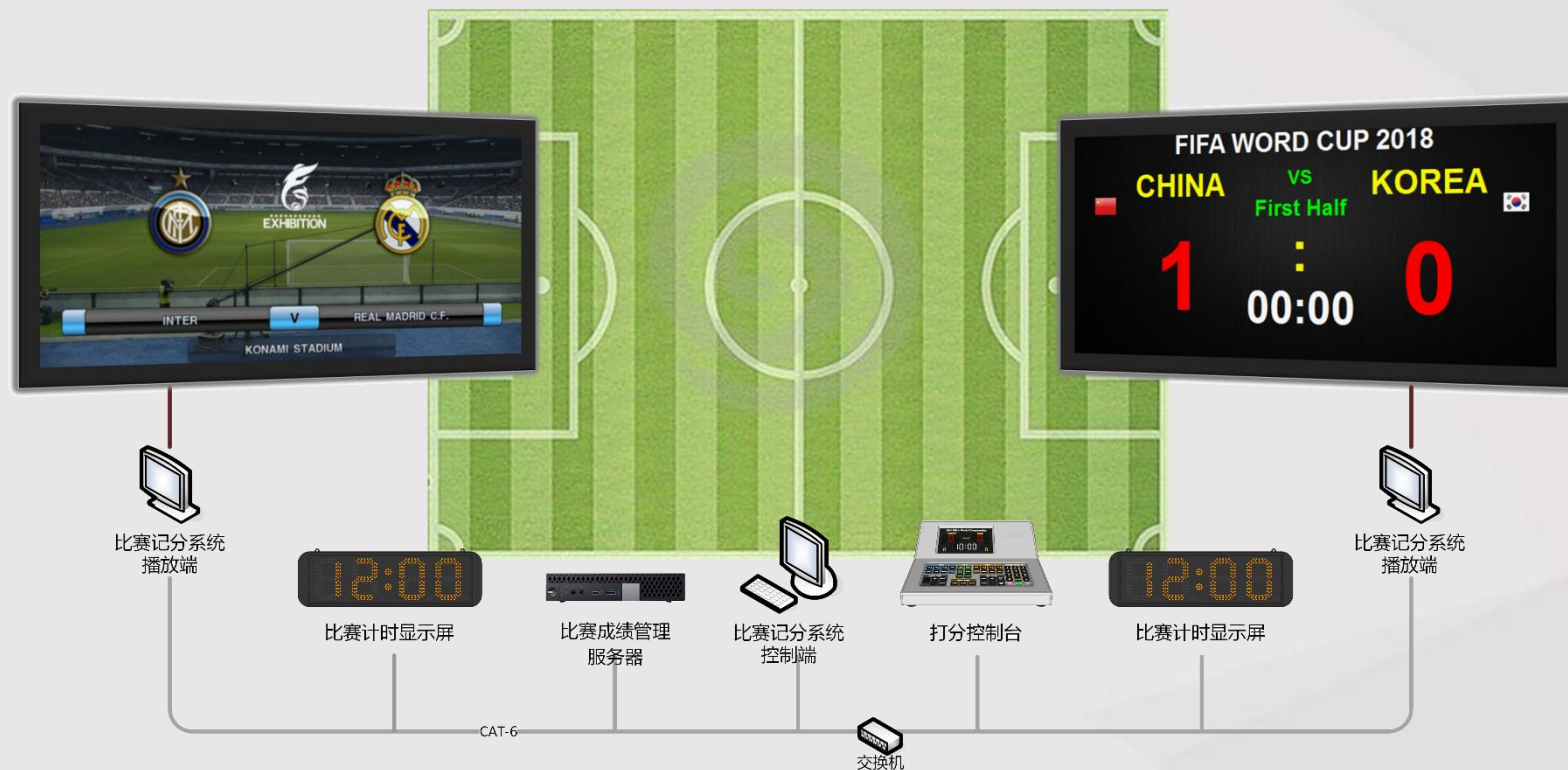 EXHIBITION
INTER
V
REAL MADRID C.F.
KONAMI STADIUM
FIFA WORD CUP 2018
CHINA
VS
KOREA
First Half
1
:
0
00:00
比赛记分系统
播放端
12:00
比赛计时显示屏
比赛成绩管理
服务器
比赛记分系统
控制端
10:00
打分控制台
12:00
比赛计时显示屏
比赛记分系统
播放端
CAT-6
交换机